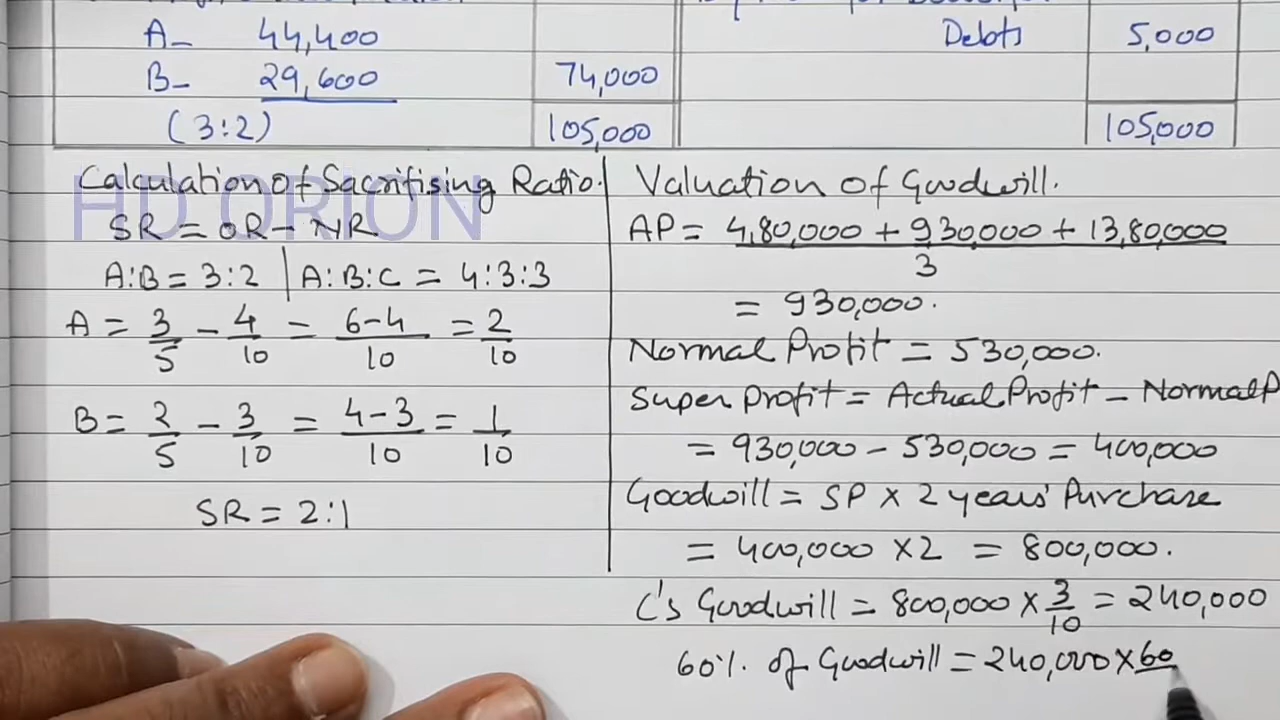 A- 44,400
B- 29,600 74,000
(3:2) 105,000
Debts 5,000
105,000
HD ORION
Calculation of Sacrifising Ratio.
SR = OR - NR
A:B = 3:2 | A:B:C = 4:3:3
A = 3/5 - 4/10 = 6-4/10 = 2/10
B = 2/5 - 3/10 = 4-3/10 = 1/10
SR = 2:1
Valuation of Goodwill.
AP = 4,80,000 + 930,000 + 13,80,000 / 3
= 930,000.
Normal Profit = 530,000.
Super Profit = Actual Profit - Normal P
= 930,000 - 530,000 = 400,000
Goodwill = SP × 2 years' Purchase
= 400,000 × 2 = 800,000.
C's Goodwill = 800,000 × 3/10 = 240,000
60%. of Goodwill = 240,000 × 60